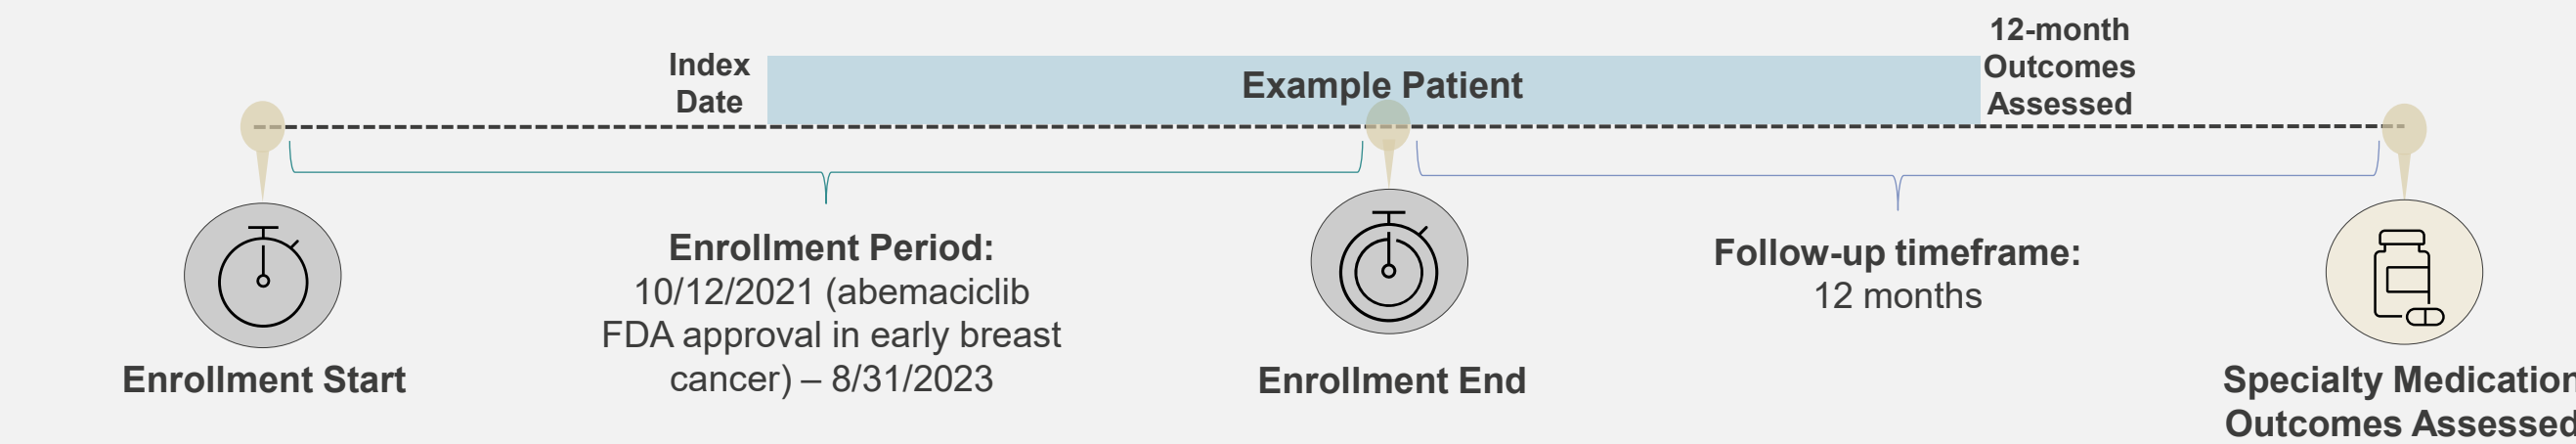 Index
Date
Example Patient
12-month
Outcomes
Assessed
Enrollment Start
Enrollment Period:
10/12/2021 (abemaciclib
FDA approval in early breast
cancer) – 8/31/2023
Enrollment End
Follow-up timeframe:
12 months
Specialty Medication
Outcomes Assessed